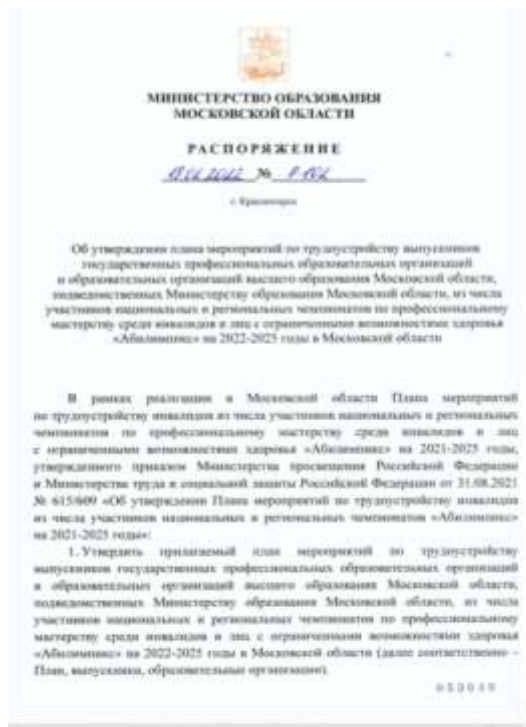 МИНИСТЕРСТВО ОБРАЗОВАНИЯ
МОСКОВСКОЙ ОБЛАСТИ
РАСПОРЯЖЕНИЕ
№
г. Красногорск
Об утверждении плана мероприятий по трудоустройству выпускников
государственных профессиональных образовательных организаций
и образовательных организаций высшего образования Московской области,
подведомственных Министерству образования Московской области, из числа
участников национальных и региональных чемпионатов по профессиональному
мастерству среди инвалидов и лиц с ограниченными возможностями здоровья
«Абилимпикс» на 2022-2025 годы в Московской области
В рамках реализации в Московской области Плана мероприятий
по трудоустройству инвалидов из числа участников национальных и региональных
чемпионатов по профессиональному мастерству среди инвалидов и лиц
с ограниченными возможностями здоровья «Абилимпикс» на 2021-2025 годы,
утвержденного приказом Министерства просвещения Российской Федерации
и Министерства труда и социальной защиты Российской Федерации от 31.08.2021
№ 615/609 «Об утверждении Плана мероприятий по трудоустройству инвалидов
из числа участников национальных и региональных чемпионатов «Абилимпикс»
на 2021-2025 годы»:
1. Утвердить прилагаемый план мероприятий по трудоустройству
выпускников государственных профессиональных образовательных организаций
и образовательных организаций высшего образования Московской области,
подведомственных Министерству образования Московской области, из числа
участников национальных и региональных чемпионатов по профессиональному
мастерству среди инвалидов и лиц с ограниченными возможностями здоровья
«Абилимпикс» на 2022-2025 годы в Московской области (далее соответственно –
План, выпускники, образовательные организации).